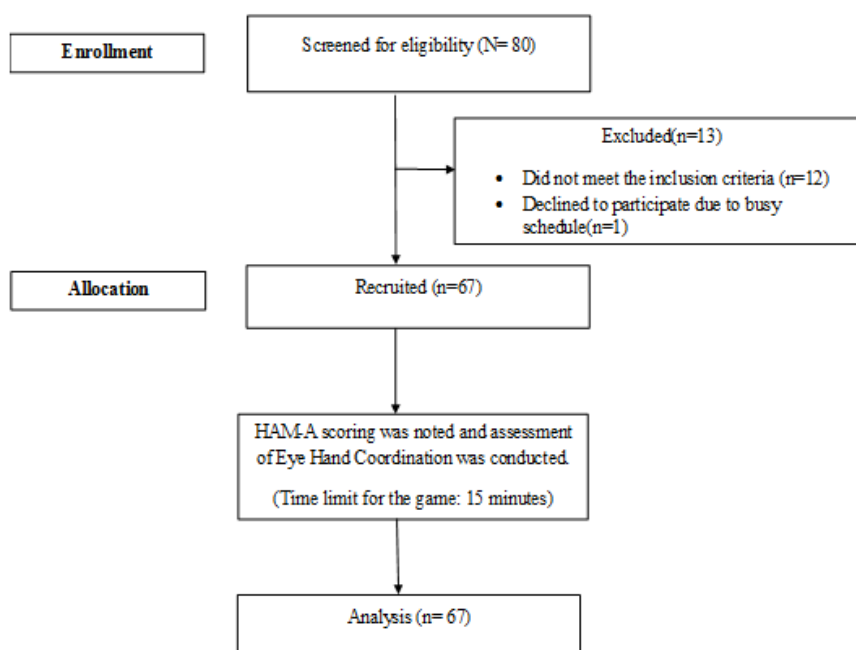 Enrollment
Screened for eligibility (N= 80)
Excluded(n=13)
• Did not meet the inclusion criteria (n=12)
• Declined to participate due to busy
schedule(n=1)
Allocation
Recruited (n=67)
HAM-A scoring was noted and assessment
of Eye Hand Coordination was conducted.
(Time limit for the game: 15 minutes)
Analysis (n= 67)